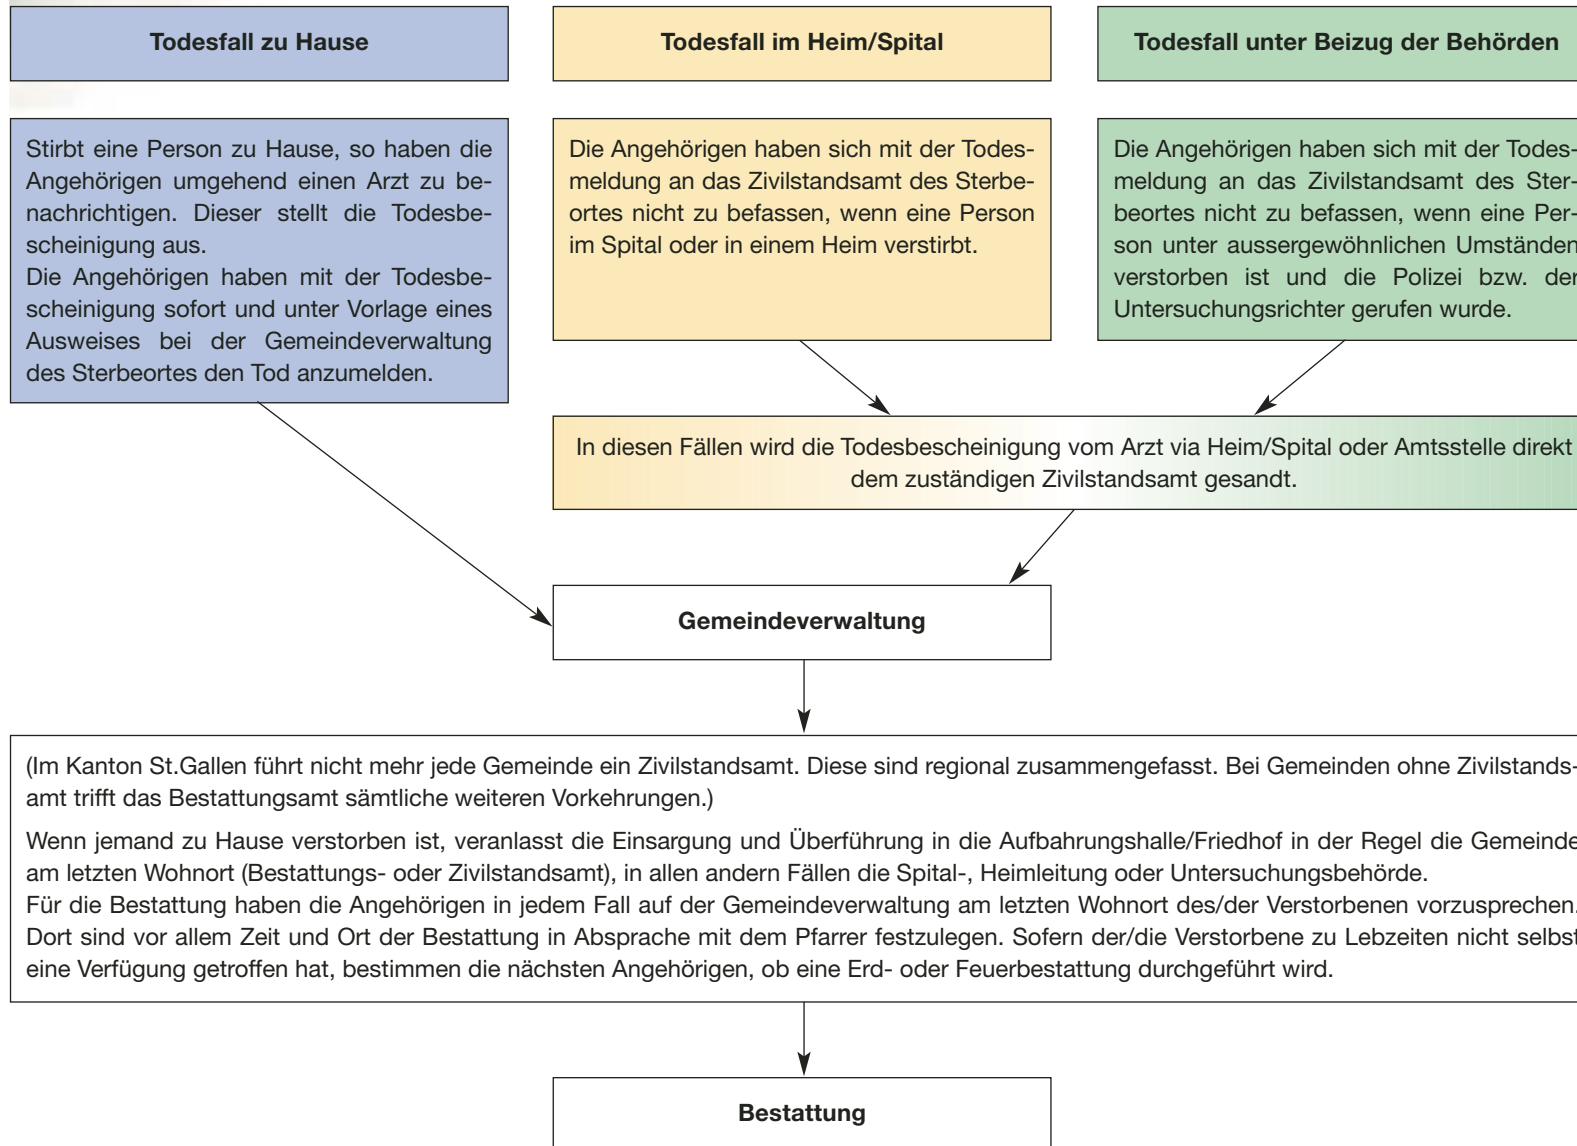 Todesfall zu Hause
Stirbt eine Person zu Hause, so haben die
Angehörigen umgehend einen Arzt zu be-
nachrichtigen. Dieser stellt die Todesbe-
scheinigung aus.
Die Angehörigen haben mit der Todesbe-
scheinigung sofort und unter Vorlage eines
Ausweises bei der Gemeindeverwaltung
des Sterbeortes den Tod anzumelden.
Todesfall im Heim/Spital
Die Angehörigen haben sich mit der Todes-
meldung an das Zivilstandsamt des Sterbe-
ortes nicht zu befassen, wenn eine Person
im Spital oder in einem Heim verstirbt.
Todesfall unter Beizug der Behörden
Die Angehörigen haben sich mit der Todes-
meldung an das Zivilstandsamt des Ster-
beortes nicht zu befassen, wenn eine Per-
son unter aussergewöhnlichen Umständen
verstorben ist und die Polizei bzw. der
Untersuchungsrichter gerufen wurde.
In diesen Fällen wird die Todesbescheinigung vom Arzt via Heim/Spital oder Amtsstelle direkt
dem zuständigen Zivilstandsamt gesandt.
Gemeindeverwaltung
(Im Kanton St.Gallen führt nicht mehr jede Gemeinde ein Zivilstandsamt. Diese sind regional zusammengefasst. Bei Gemeinden ohne Zivilstands-
amt trifft das Bestattungsamt sämtliche weiteren Vorkehrungen.)
Wenn jemand zu Hause verstorben ist, veranlasst die Einsargung und Überführung in die Aufbahrungshalle/Friedhof in der Regel die Gemeinde
am letzten Wohnort (Bestattungs- oder Zivilstandsamt), in allen andern Fällen die Spital-, Heimleitung oder Untersuchungsbehörde.
Für die Bestattung haben die Angehörigen in jedem Fall auf der Gemeindeverwaltung am letzten Wohnort des/der Verstorbenen vorzusprechen.
Dort sind vor allem Zeit und Ort der Bestattung in Absprache mit dem Pfarrer festzulegen. Sofern der/die Verstorbene zu Lebzeiten nicht selbst
eine Verfügung getroffen hat, bestimmen die nächsten Angehörigen, ob eine Erd- oder Feuerbestattung durchgeführt wird.
Bestattung